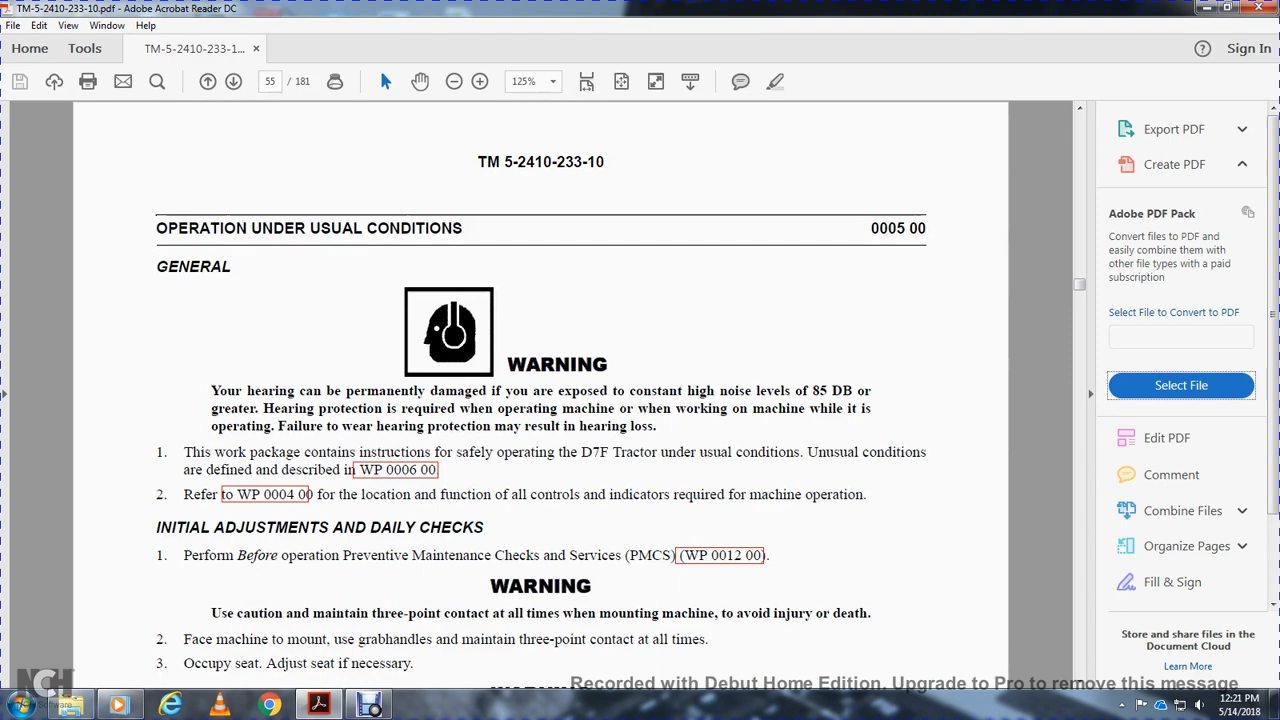 TM-5-2410-233-10.pdf - Adobe Acrobat Reader DC
File Edit View Window Help
Home Tools TM-5-2410-233-1... × Sign In
55 / 181 125%
TM 5-2410-233-10
OPERATION UNDER USUAL CONDITIONS 0005 00
GENERAL
WARNING
Your hearing can be permanently damaged if you are exposed to constant high noise levels of 85 DB or
greater. Hearing protection is required when operating machine or when working on machine while it is
operating. Failure to wear hearing protection may result in hearing loss.
1. This work package contains instructions for safely operating the D7F Tractor under usual conditions. Unusual conditions
are defined and described in WP 0006 00
2. Refer to WP 0004 00 for the location and function of all controls and indicators required for machine operation.
INITIAL ADJUSTMENTS AND DAILY CHECKS
1. Perform Before operation Preventive Maintenance Checks and Services (PMCS) (WP 0012 00).
WARNING
Use caution and maintain three-point contact at all times when mounting machine, to avoid injury or death.
2. Face machine to mount, use grabhandles and maintain three-point contact at all times.
3. Occupy seat. Adjust seat if necessary.
Export PDF
Create PDF
Adobe PDF Pack
Convert files to PDF and
easily combine them with
other file types with a paid
subscription
Select File to Convert to PDF
Select File
Edit PDF
Comment
Combine Files
Organize Pages
Fill & Sign
Store and share files in the
Document Cloud
Learn More
NCH Software
Recorded with Debut Home Edition. Upgrade to Pro to remove this message
12:21 PM
5/14/2018